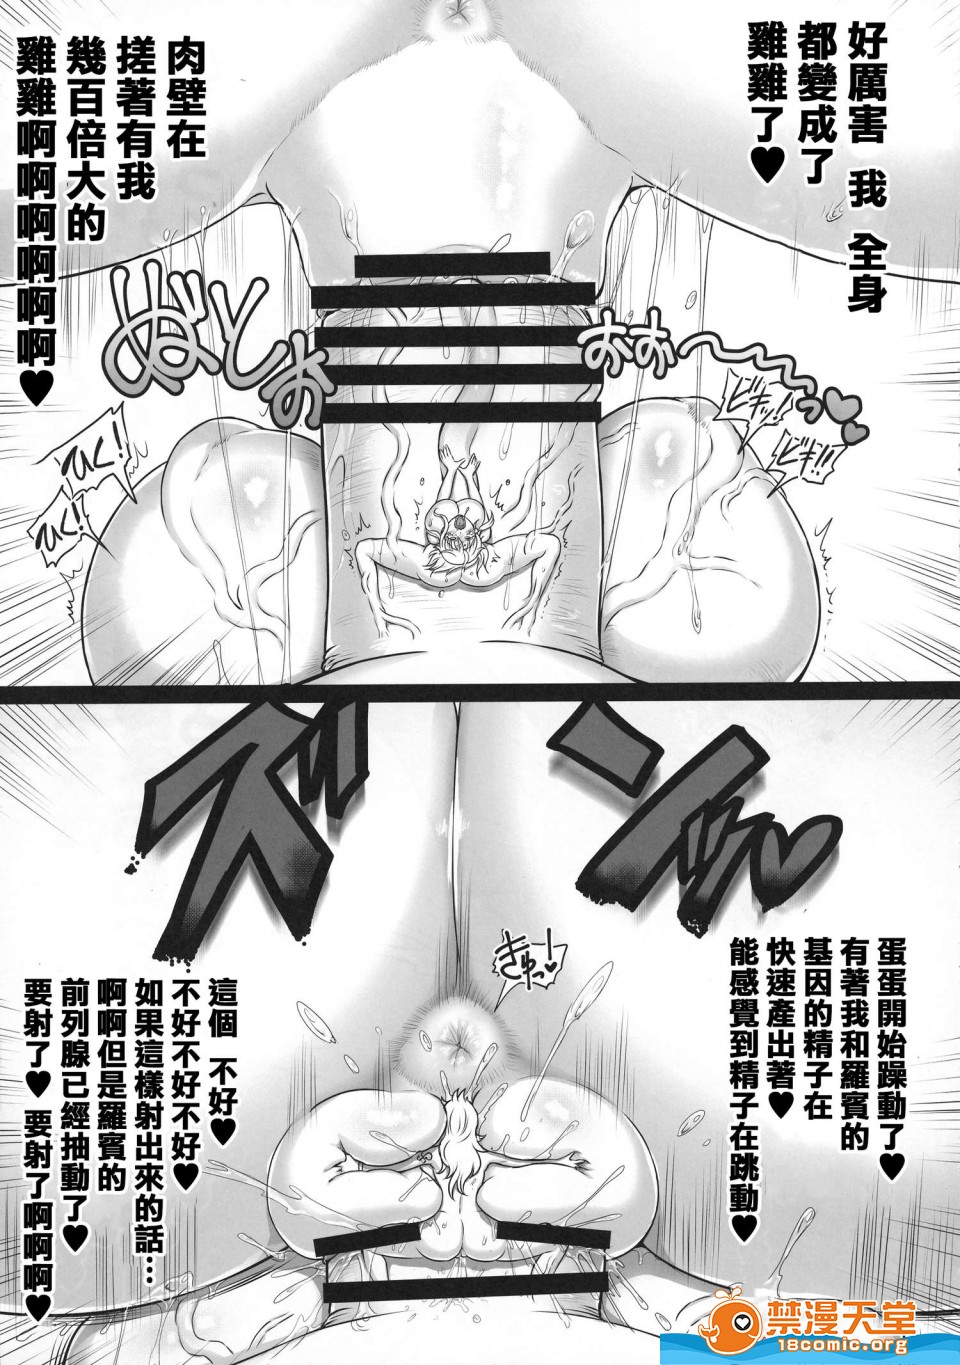 好厲害 我 全身
都變成了
雞雞了♥
肉壁在
搓著有我
幾百倍大的
雞雞啊啊啊啊啊啊♥
ぬとぉ
おお～～っ♥
ビキッ!
ビキ!!
ひく!
ひく!
ズンッ♥
きゅっ!♥
蛋蛋開始躁動了♥
有著我和羅賓的
基因的精子在
快速產出著♥
能感覺到精子在跳動♥
這個 不好♥
不好不好不好♥
如果這樣射出來的話…
啊啊但是羅賓的
前列腺已經抽動了♥
要射了♥ 要射了啊啊啊♥
禁漫天堂
18comic.org